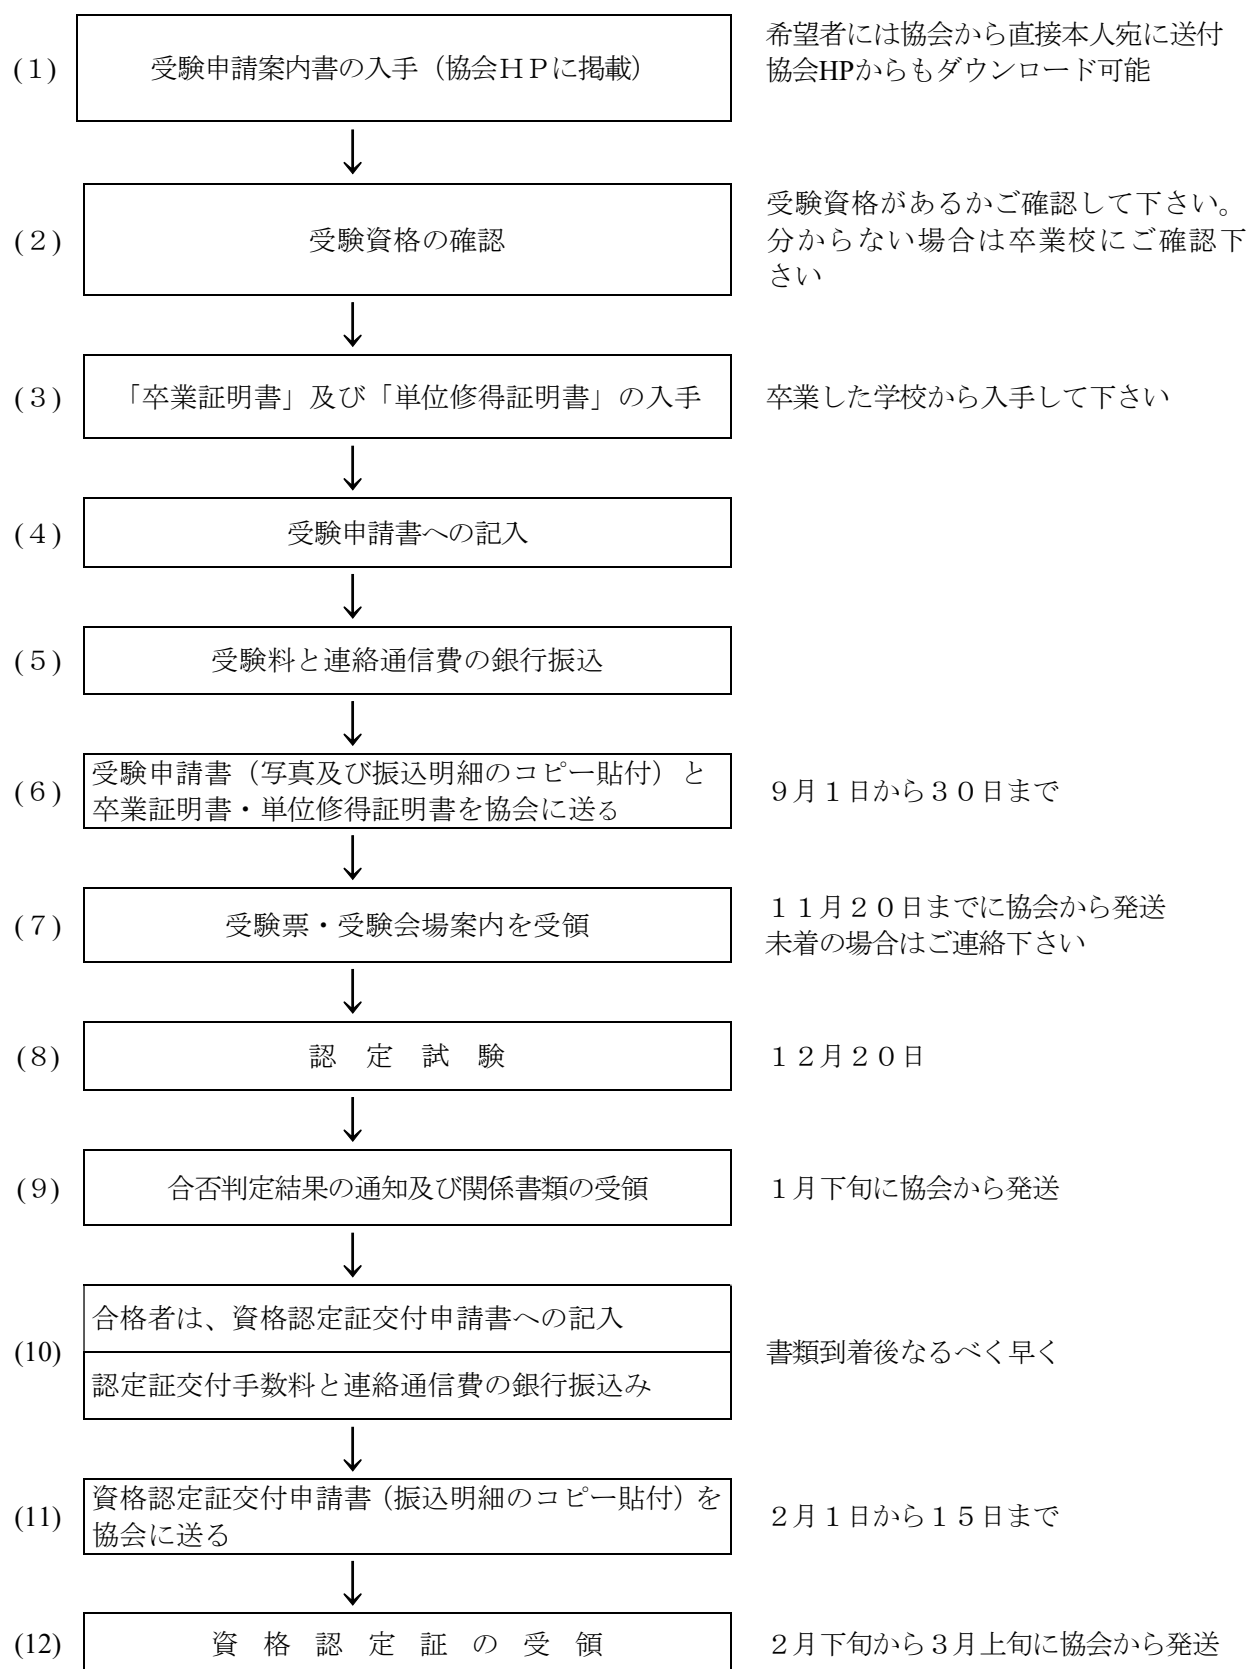 (１) 受験申請案内書の入手（協会ＨＰに掲載） 希望者には協会から直接本人宛に送付
協会HPからもダウンロード可能
(２) 受験資格の確認 受験資格があるかご確認して下さい。
分からない場合は卒業校にご確認下
さい
(３) 「卒業証明書」及び「単位修得証明書」の入手 卒業した学校から入手して下さい
(４) 受験申請書への記入
(５) 受験料と連絡通信費の銀行振込
(６) 受験申請書（写真及び振込明細のコピー貼付）と
卒業証明書・単位修得証明書を協会に送る
９月１日から３０日まで
(７) 受験票・受験会場案内を受領 １１月２０日までに協会から発送
未着の場合はご連絡下さい
(８) 認　定　試　験 １２月２０日
(９) 合否判定結果の通知及び関係書類の受領 １月下旬に協会から発送
(10) 合格者は、資格認定証交付申請書への記入
認定証交付手数料と連絡通信費の銀行振込み
書類到着後なるべく早く
(11) 資格認定証交付申請書（振込明細のコピー貼付）を
協会に送る
２月１日から１５日まで
(12) 資　格　認　定　証　の　受　領 ２月下旬から３月上旬に協会から発送